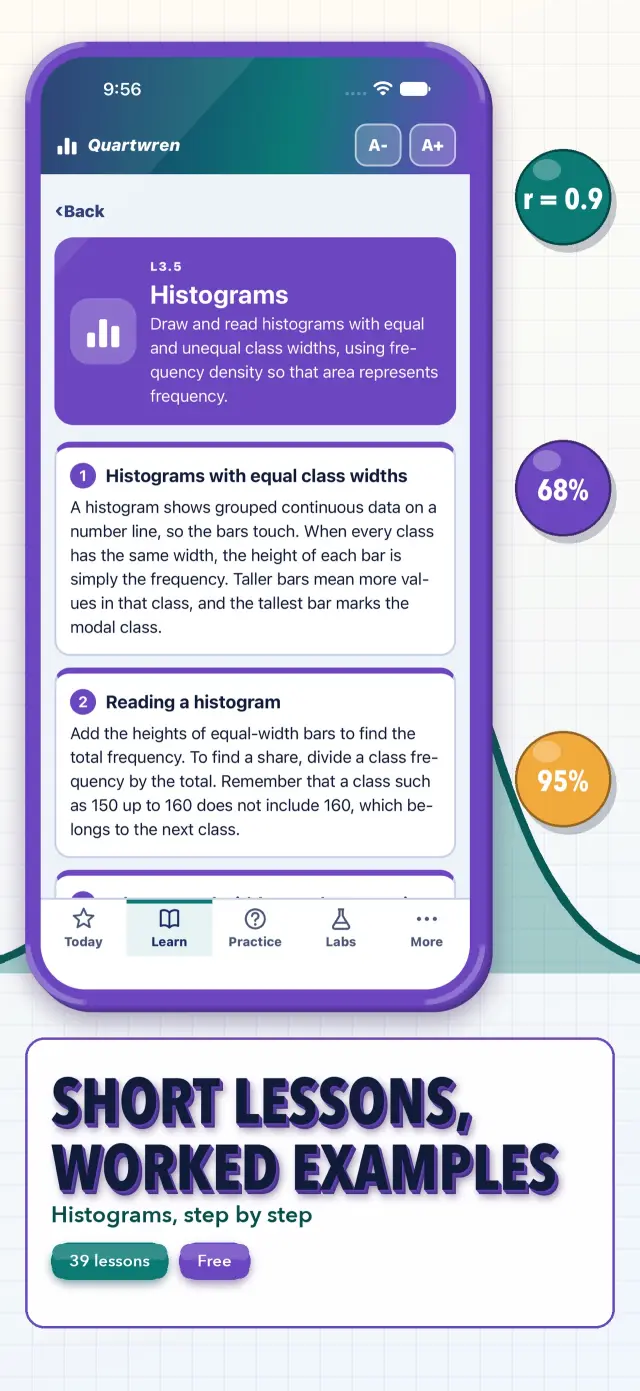 9:56
Quartwren
A-
A+
‹Back
L3.5
Histograms
Draw and read histograms with equal
and unequal class widths, using fre-
quency density so that area represents
frequency.
1 Histograms with equal class widths
A histogram shows grouped continuous data on a
number line, so the bars touch. When every class
has the same width, the height of each bar is
simply the frequency. Taller bars mean more val-
ues in that class, and the tallest bar marks the
modal class.
2 Reading a histogram
Add the heights of equal-width bars to find the
total frequency. To find a share, divide a class fre-
quency by the total. Remember that a class such
as 150 up to 160 does not include 160, which be-
longs to the next class.
Today
Learn
Practice
Labs
More
r = 0.9
68%
95%
SHORT LESSONS,
WORKED EXAMPLES
Histograms, step by step
39 lessons
Free